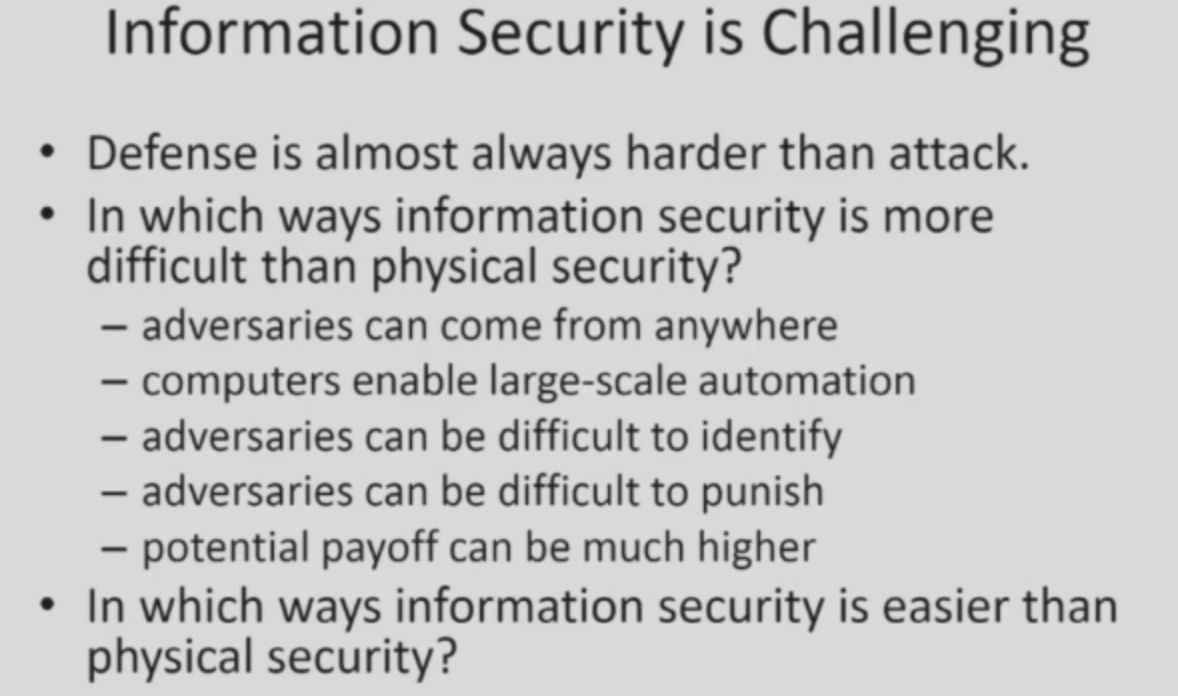 Information Security is Challenging
• Defense is almost always harder than attack.
• In which ways information security is more
difficult than physical security?
– adversaries can come from anywhere
– computers enable large-scale automation
– adversaries can be difficult to identify
– adversaries can be difficult to punish
– potential payoff can be much higher
• In which ways information security is easier than
physical security?